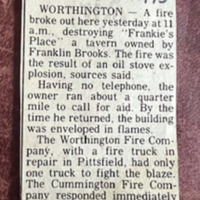 WORTHINGTON — A fire
broke out here yesterday at 11
a.m., destroying "Frankie's
Place" a tavern owned by
Franklin Brooks. The fire was
the result of an oil stove ex-
plosion, sources said.
Having no telephone, the
owner ran about a quarter
mile to call for aid. By the
time he returned, the building
was enveloped in flames.
The Worthington Fire Com-
pany, with a fire truck in
repair in Pittsfield, had only
one truck to fight the blaze.
The Cummington Fire Com-
pany responded immediately